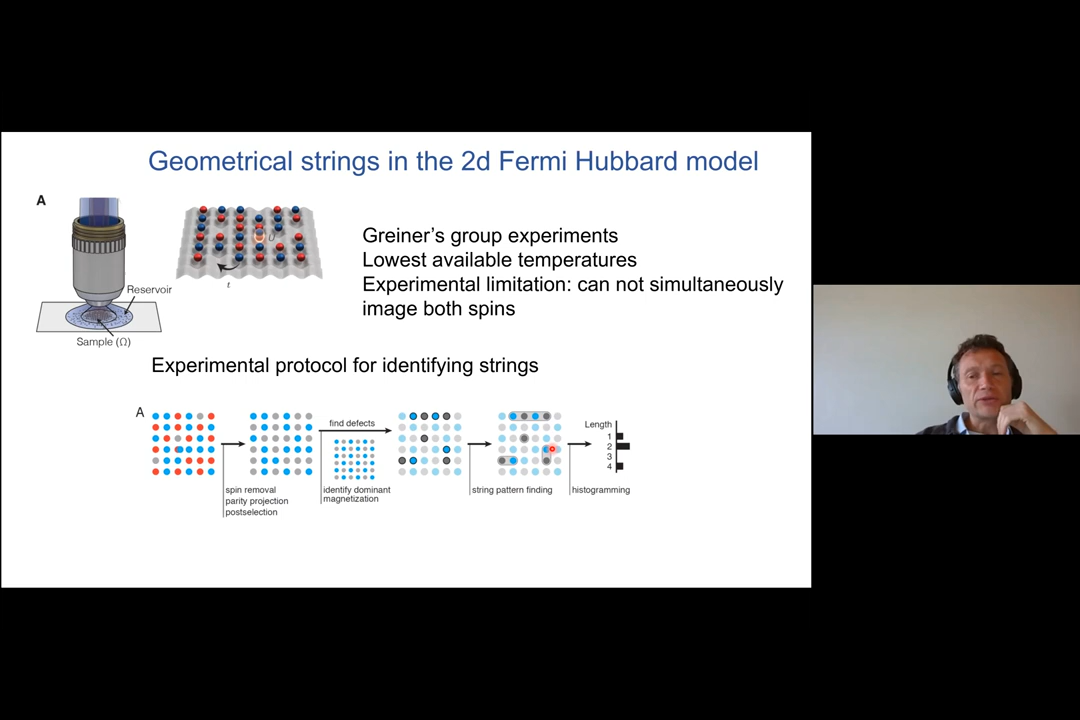 Geometrical strings in the 2d Fermi Hubbard model
A
U
t
Reservoir
Sample (Ω)
Greiner's group experiments
Lowest available temperatures
Experimental limitation: can not simultaneously
image both spins
Experimental protocol for identifying strings
A
spin removal
parity projection
postselection
find defects
identify dominant
magnetization
string pattern finding
Length
1
2
3
4
histogramming